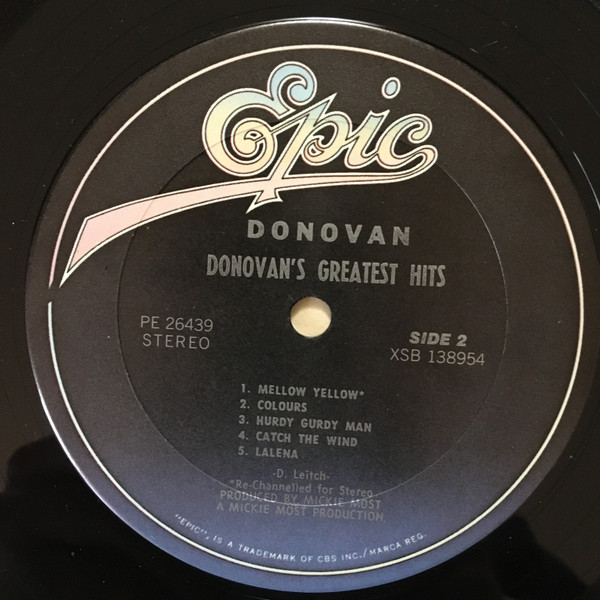 Epic
DONOVAN
DONOVAN'S GREATEST HITS
PE 26439
STEREO
SIDE 2
XSB 138954
1. MELLOW YELLOW*
2. COLOURS
3. HURDY GURDY MAN
4. CATCH THE WIND
5. LALENA
-D. Leitch-
*Re-Channelled for Stereo
PRODUCED BY MICKIE MOST
A MICKIE MOST PRODUCTION
"EPIC", IS A TRADEMARK OF CBS INC./MARCA REG.